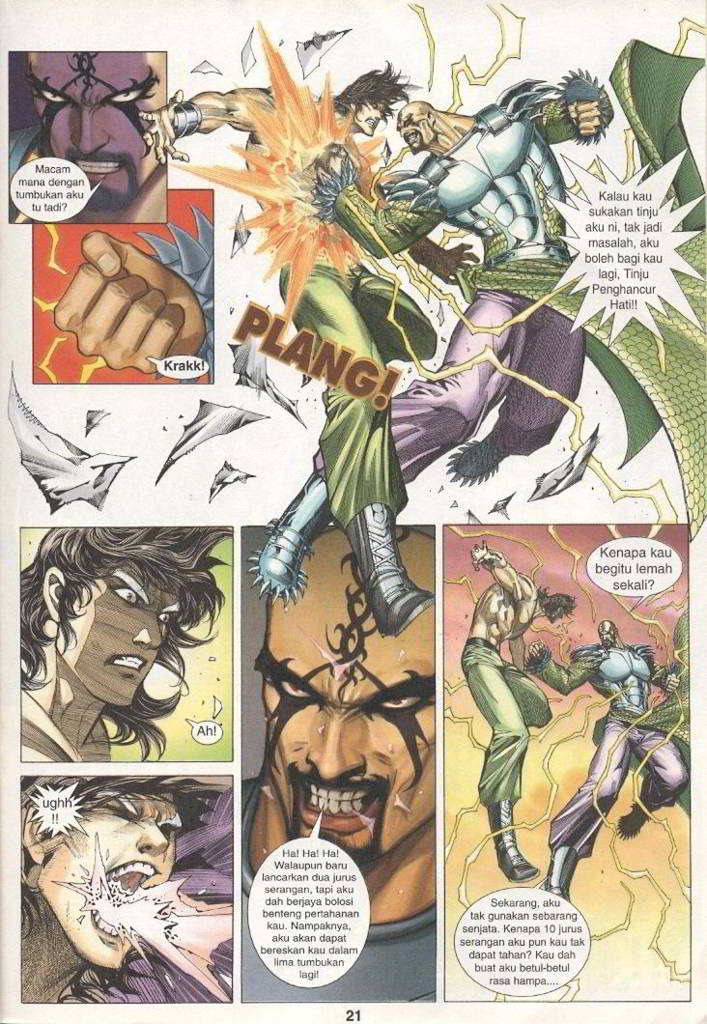 Macam
mana dengan
tumbukan aku
tu tadi?
Kalau kau
sukakan tinju
aku ni, tak jadi
masalah, aku
boleh bagi kau
lagi, Tinju
Penghancur
Hati!!
Krakk!
PLANG!
Ah!
ughh
!!
Ha! Ha! Ha!
Walaupun baru
lancarkan dua jurus
serangan, tapi aku
dah berjaya bolosi
benteng pertahanan
kau. Nampaknya,
aku akan dapat
bereskan kau dalam
lima tumbukan
lagi!
Kenapa kau
begitu lemah
sekali?
Sekarang, aku
tak gunakan sebarang
senjata. Kenapa 10 jurus
serangan aku pun kau tak
dapat tahan? Kau dah
buat aku betul-betul
rasa hampa....
21